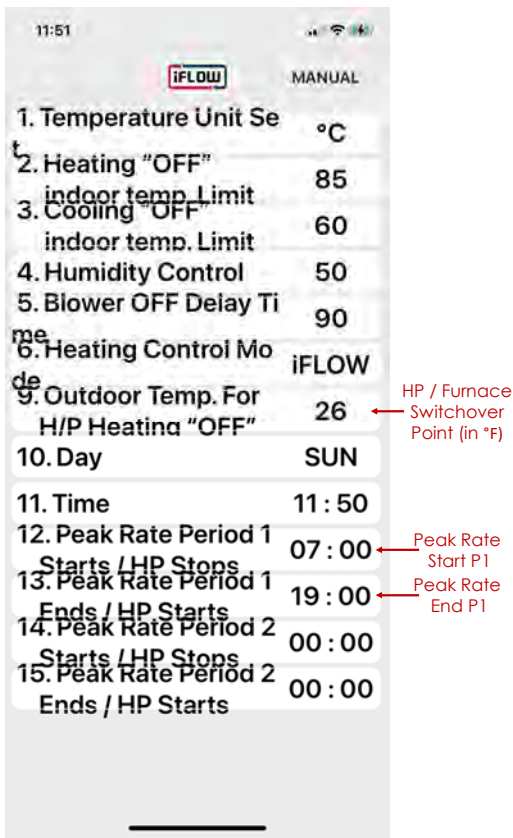 11:51
iFLOW MANUAL
1. Temperature Unit Se
t
°C
2. Heating “OFF”
indoor temp. Limit
85
3. Cooling “OFF”
indoor temp. Limit
60
4. Humidity Control 50
5. Blower OFF Delay Ti
me
90
6. Heating Control Mo
de
iFLOW
9. Outdoor Temp. For
H/P Heating “OFF”
26
HP / Furnace
Switchover
Point (in °F)
10. Day SUN
11. Time 11 : 50
12. Peak Rate Period 1
Starts / HP Stops
07 : 00
Peak Rate
Start P1
13. Peak Rate Period 1
Ends / HP Starts
19 : 00
Peak Rate
End P1
14. Peak Rate Period 2
Starts / HP Stops
00 : 00
15. Peak Rate Period 2
Ends / HP Starts
00 : 00